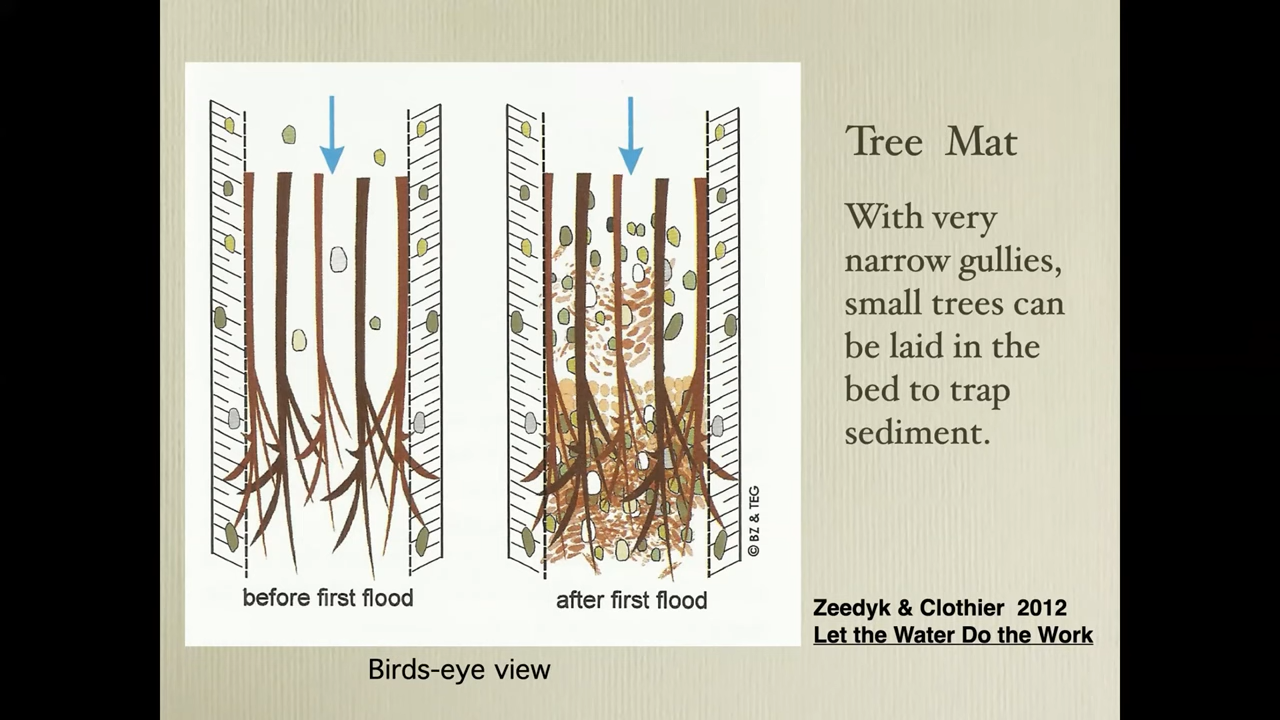 Tree Mat
With very
narrow gullies,
small trees can
be laid in the
bed to trap
sediment.
© BZ & TEG
before first flood
after first flood
Zeedyk & Clothier 2012
Let the Water Do the Work
Birds-eye view